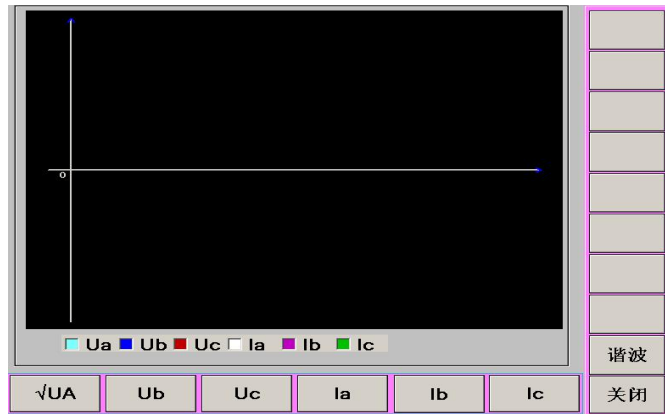 o
Ua Ub Uc Ia Ib Ic
谐波
√UA Ub Uc Ia Ib Ic 关闭